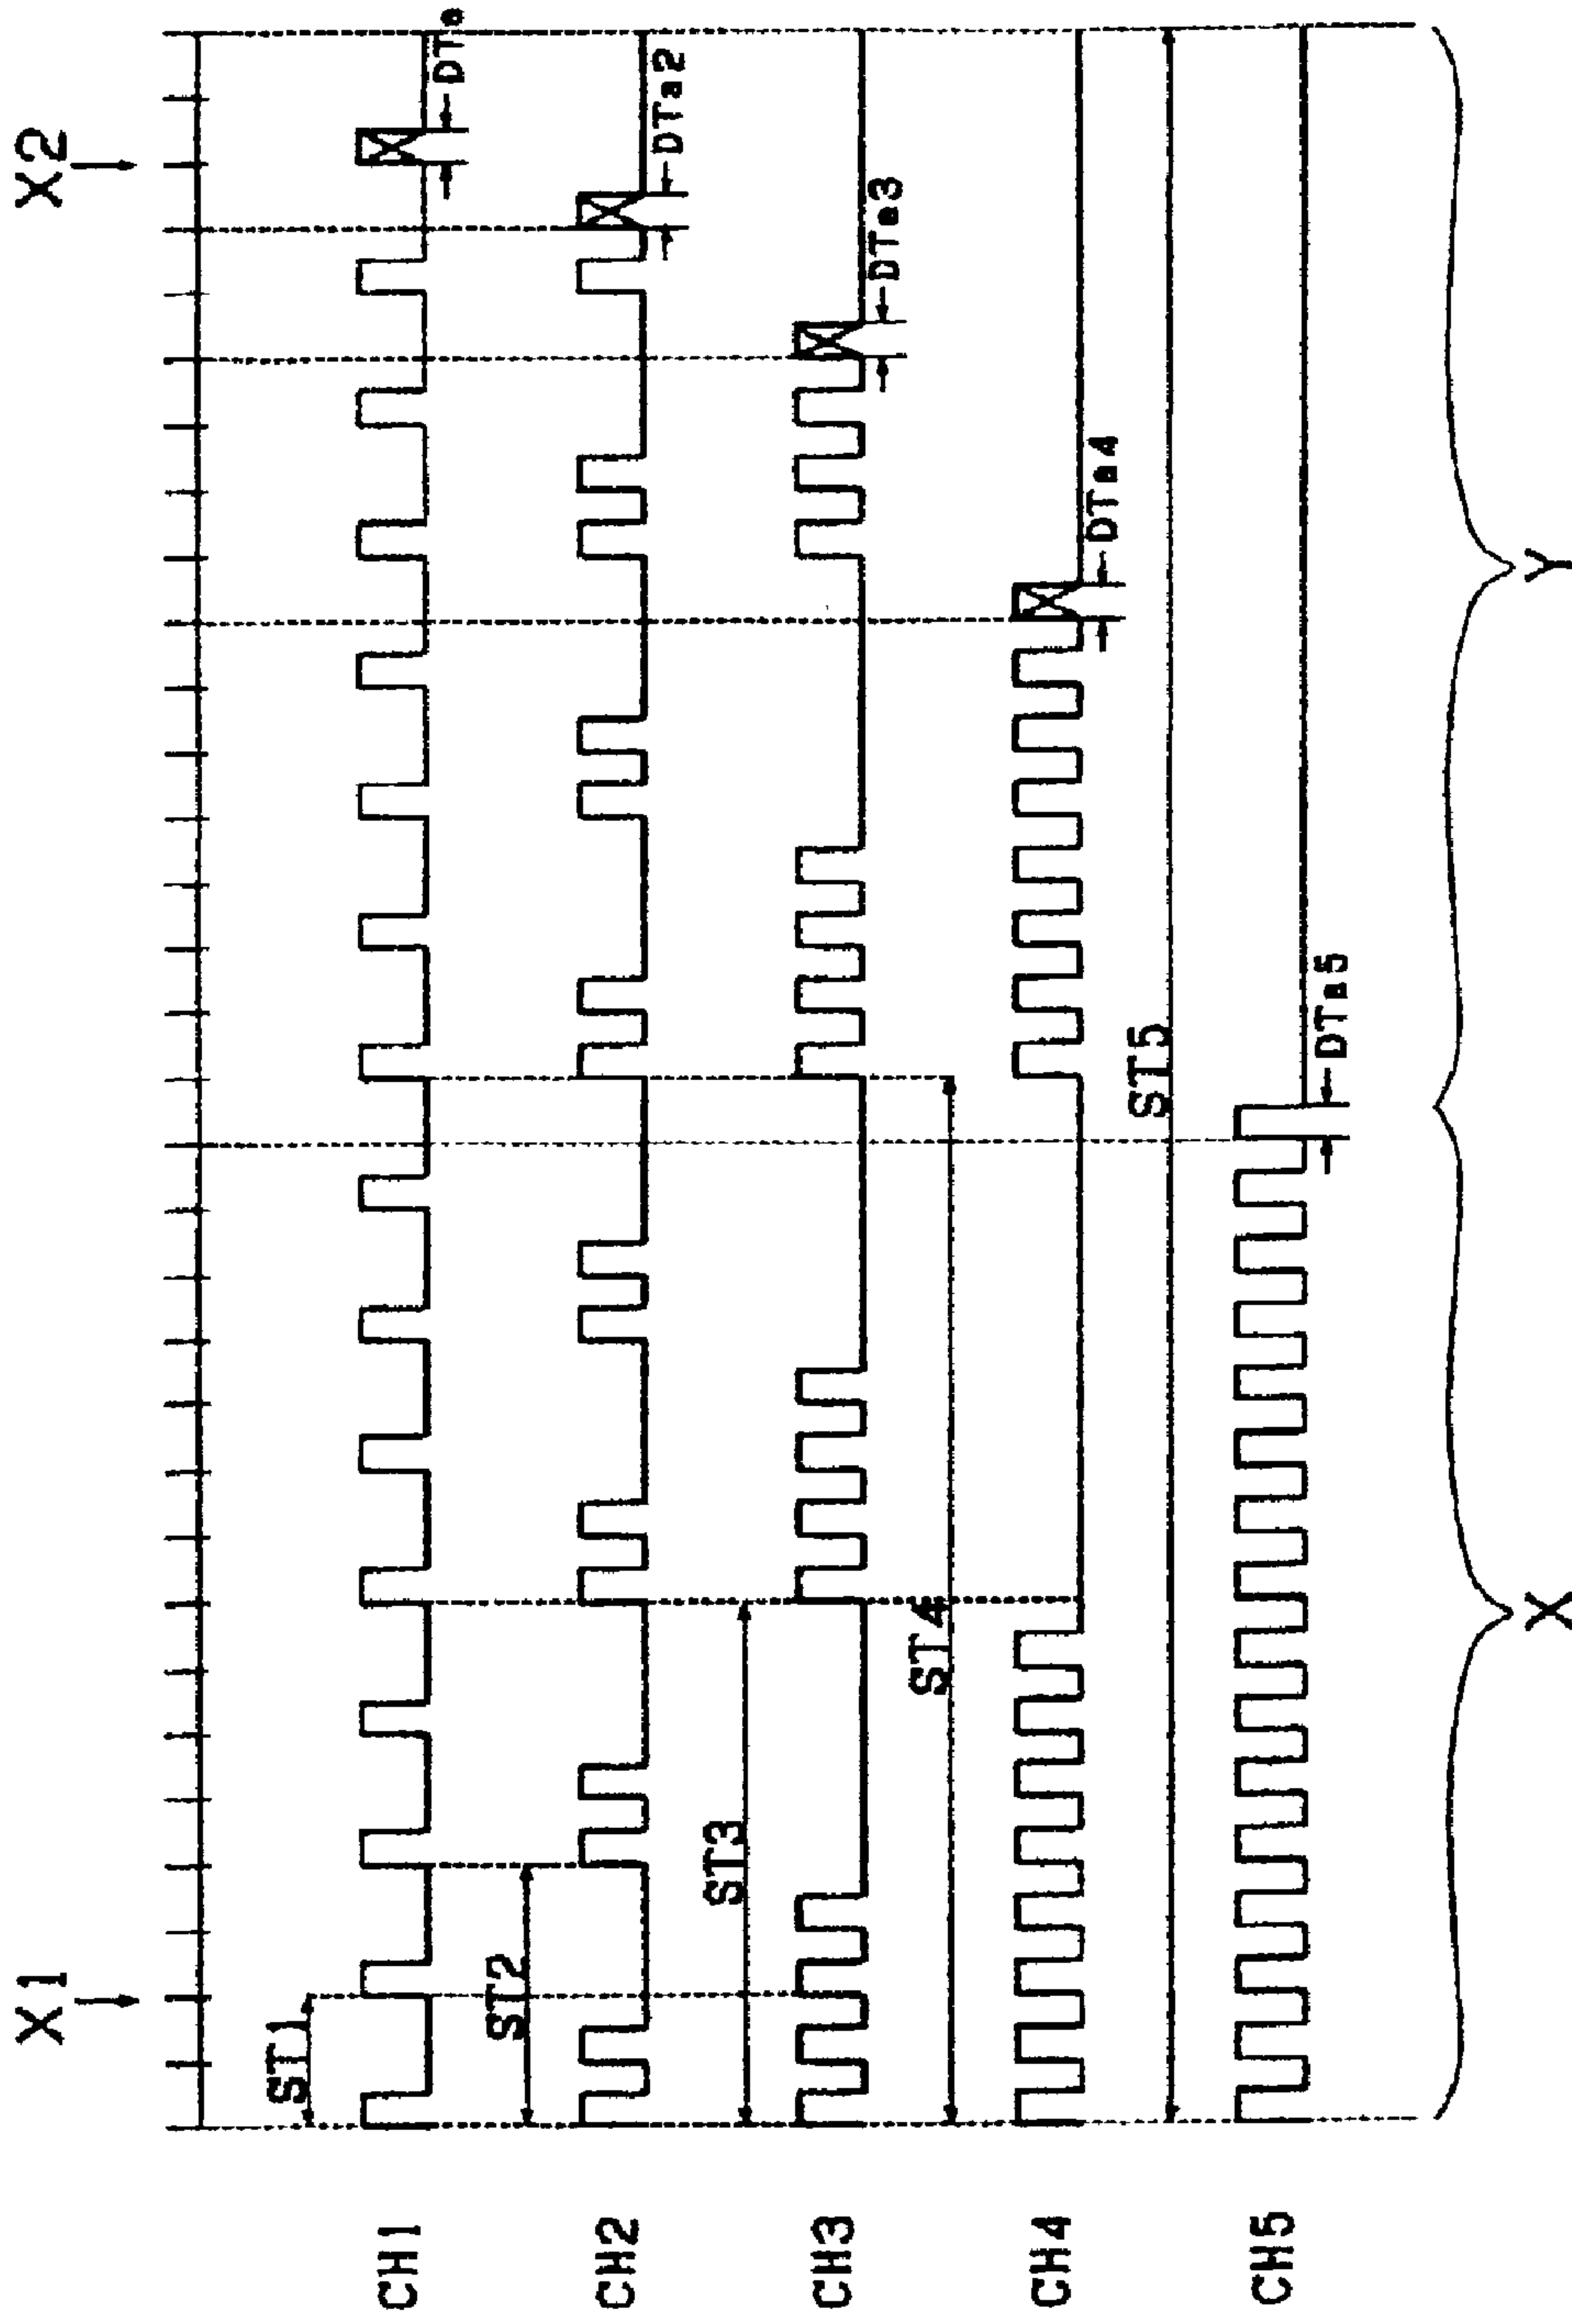 X1
X2
ST1
CH1
DTa
ST2
CH2
DTa2
ST3
CH3
DTa3
ST4
CH4
DTa4
ST5
CH5
DTa5
X
Y